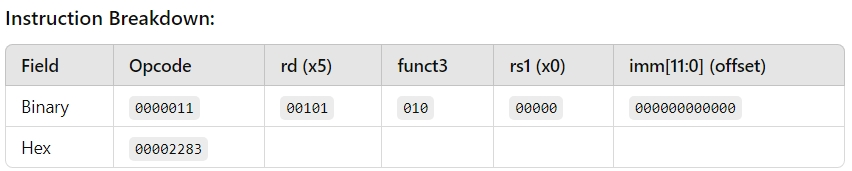 Instruction Breakdown:
Field Opcode rd (x5) funct3 rs1 (x0) imm[11:0] (offset)
Binary 0000011 00101 010 00000 000000000000
Hex 00002283